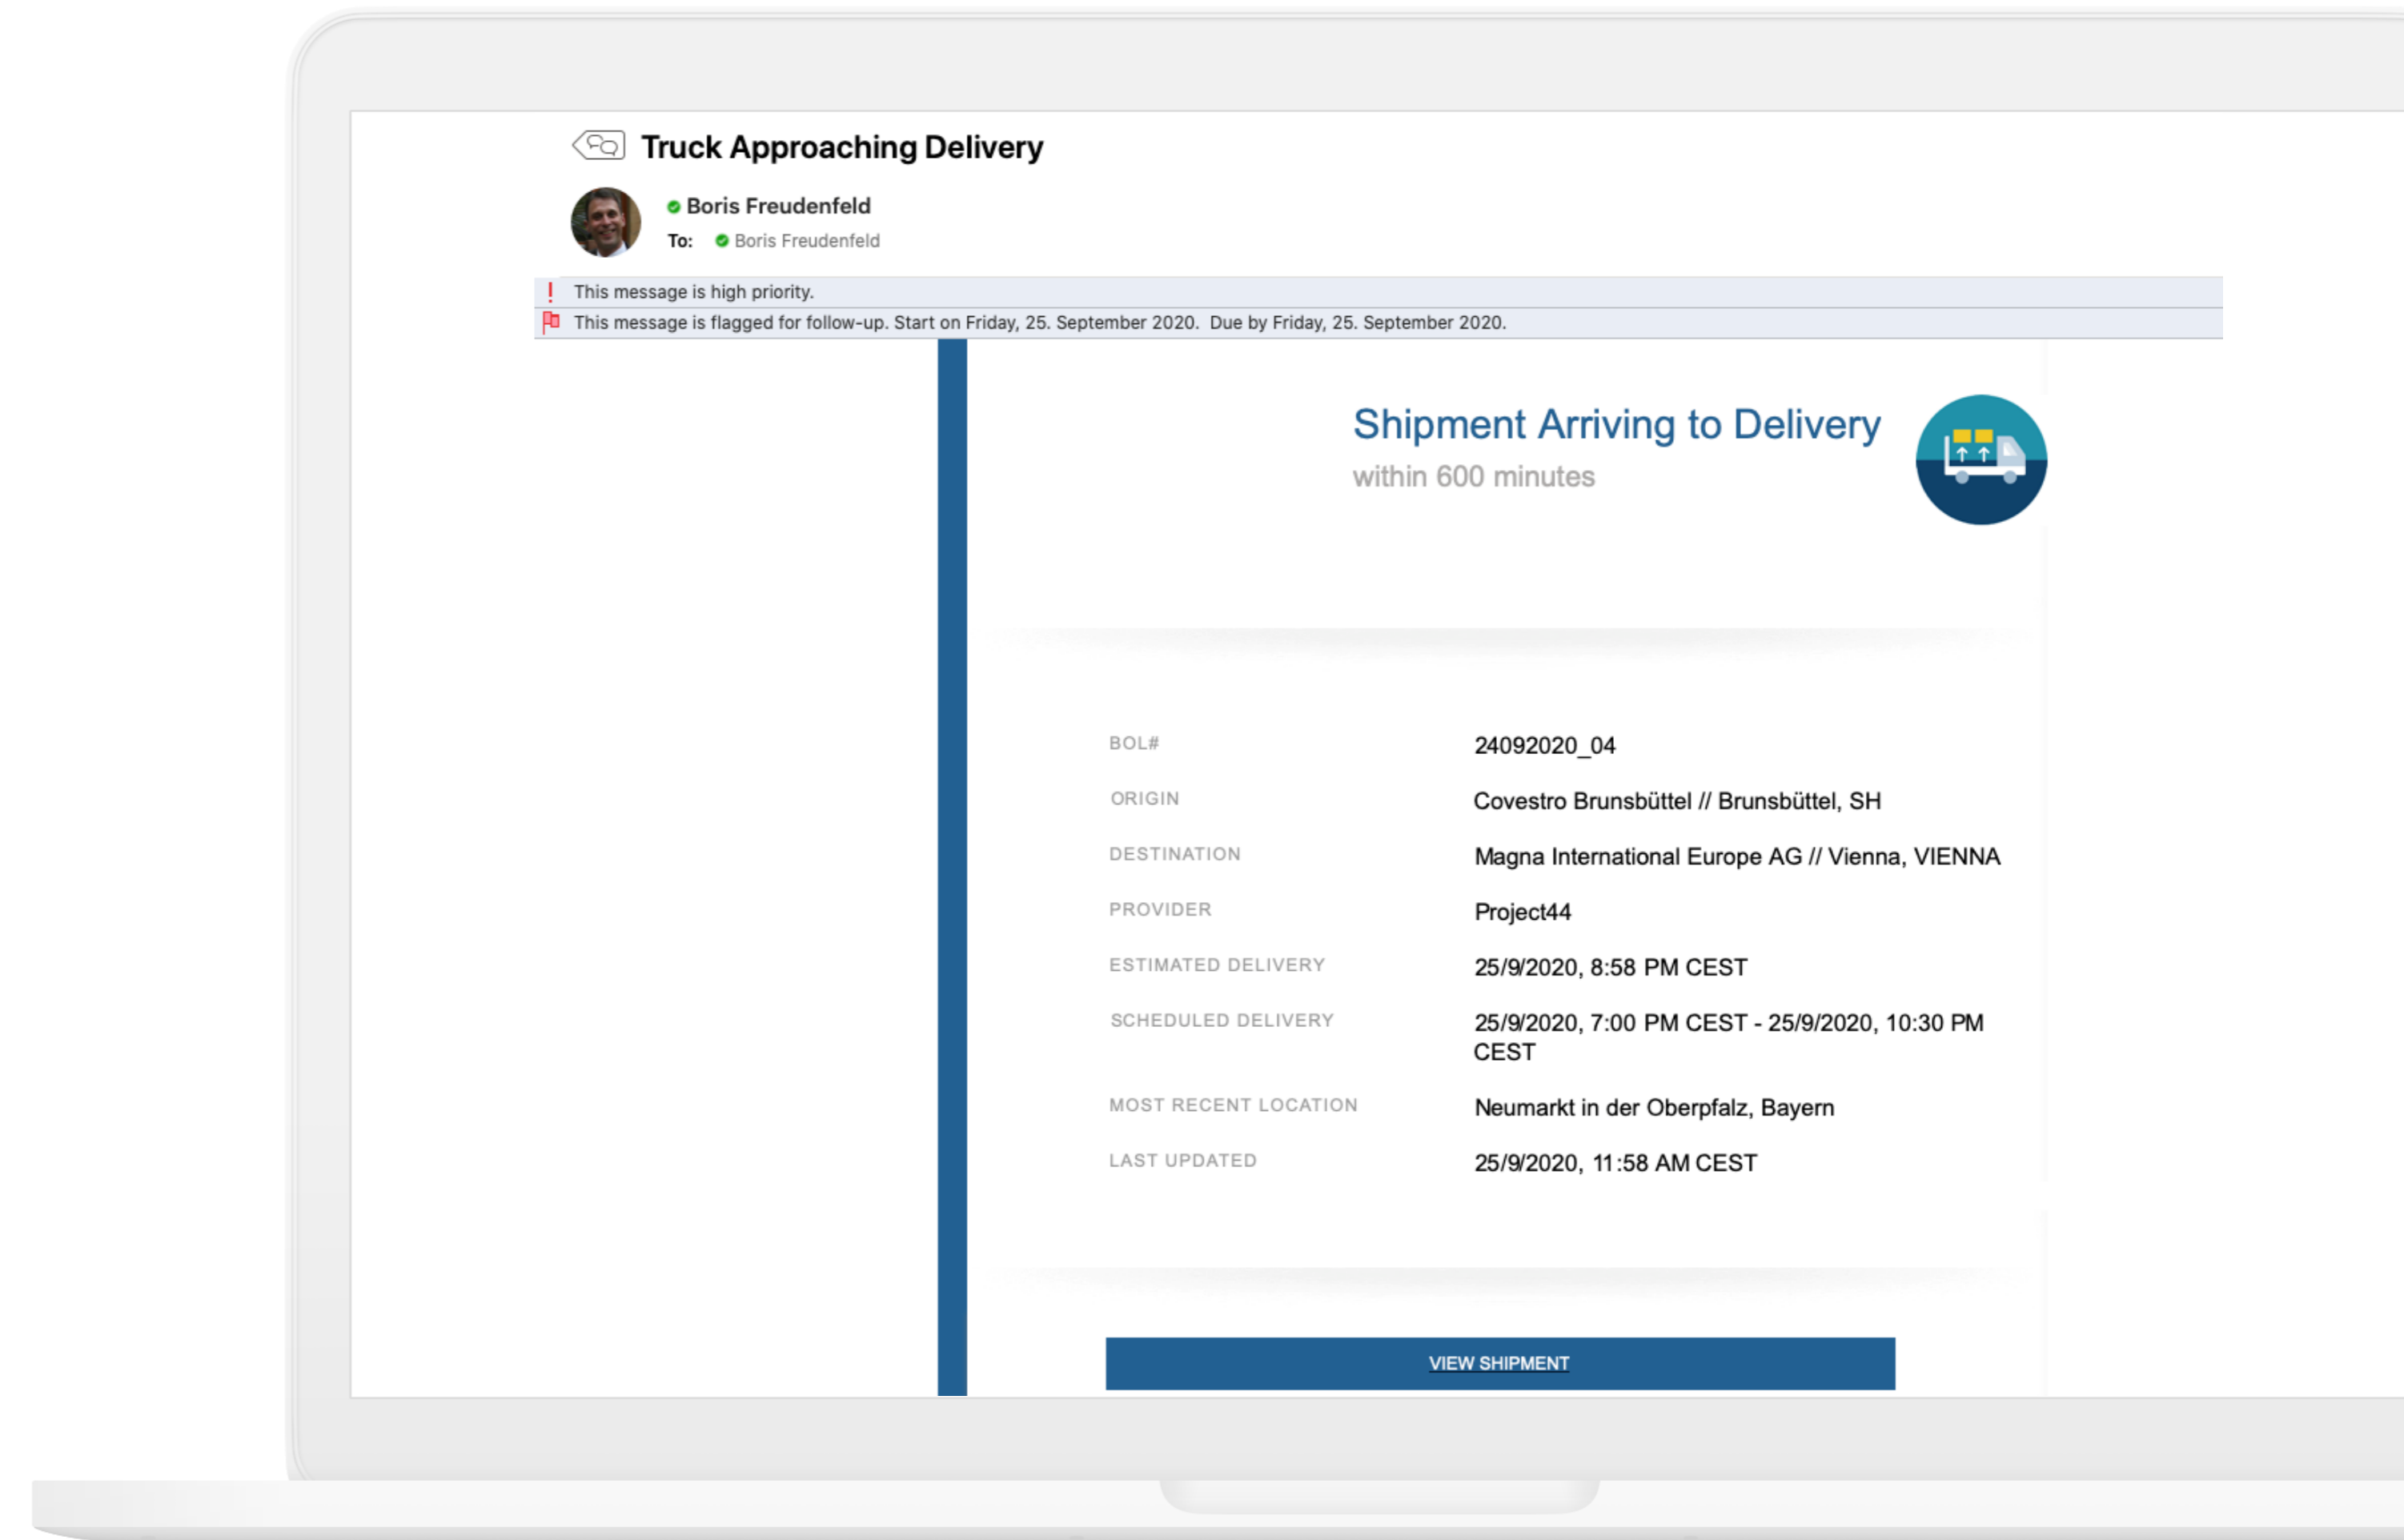 Truck Approaching Delivery
Boris Freudenfeld
To: Boris Freudenfeld
This message is high priority.
This message is flagged for follow-up. Start on Friday, 25. September 2020.  Due by Friday, 25. September 2020.
Shipment Arriving to Delivery
within 600 minutes
BOL# 24092020_04
ORIGIN Covestro Brunsbüttel // Brunsbüttel, SH
DESTINATION Magna International Europe AG // Vienna, VIENNA
PROVIDER Project44
ESTIMATED DELIVERY 25/9/2020, 8:58 PM CEST
SCHEDULED DELIVERY 25/9/2020, 7:00 PM CEST - 25/9/2020, 10:30 PM
CEST
MOST RECENT LOCATION Neumarkt in der Oberpfalz, Bayern
LAST UPDATED 25/9/2020, 11:58 AM CEST
VIEW SHIPMENT